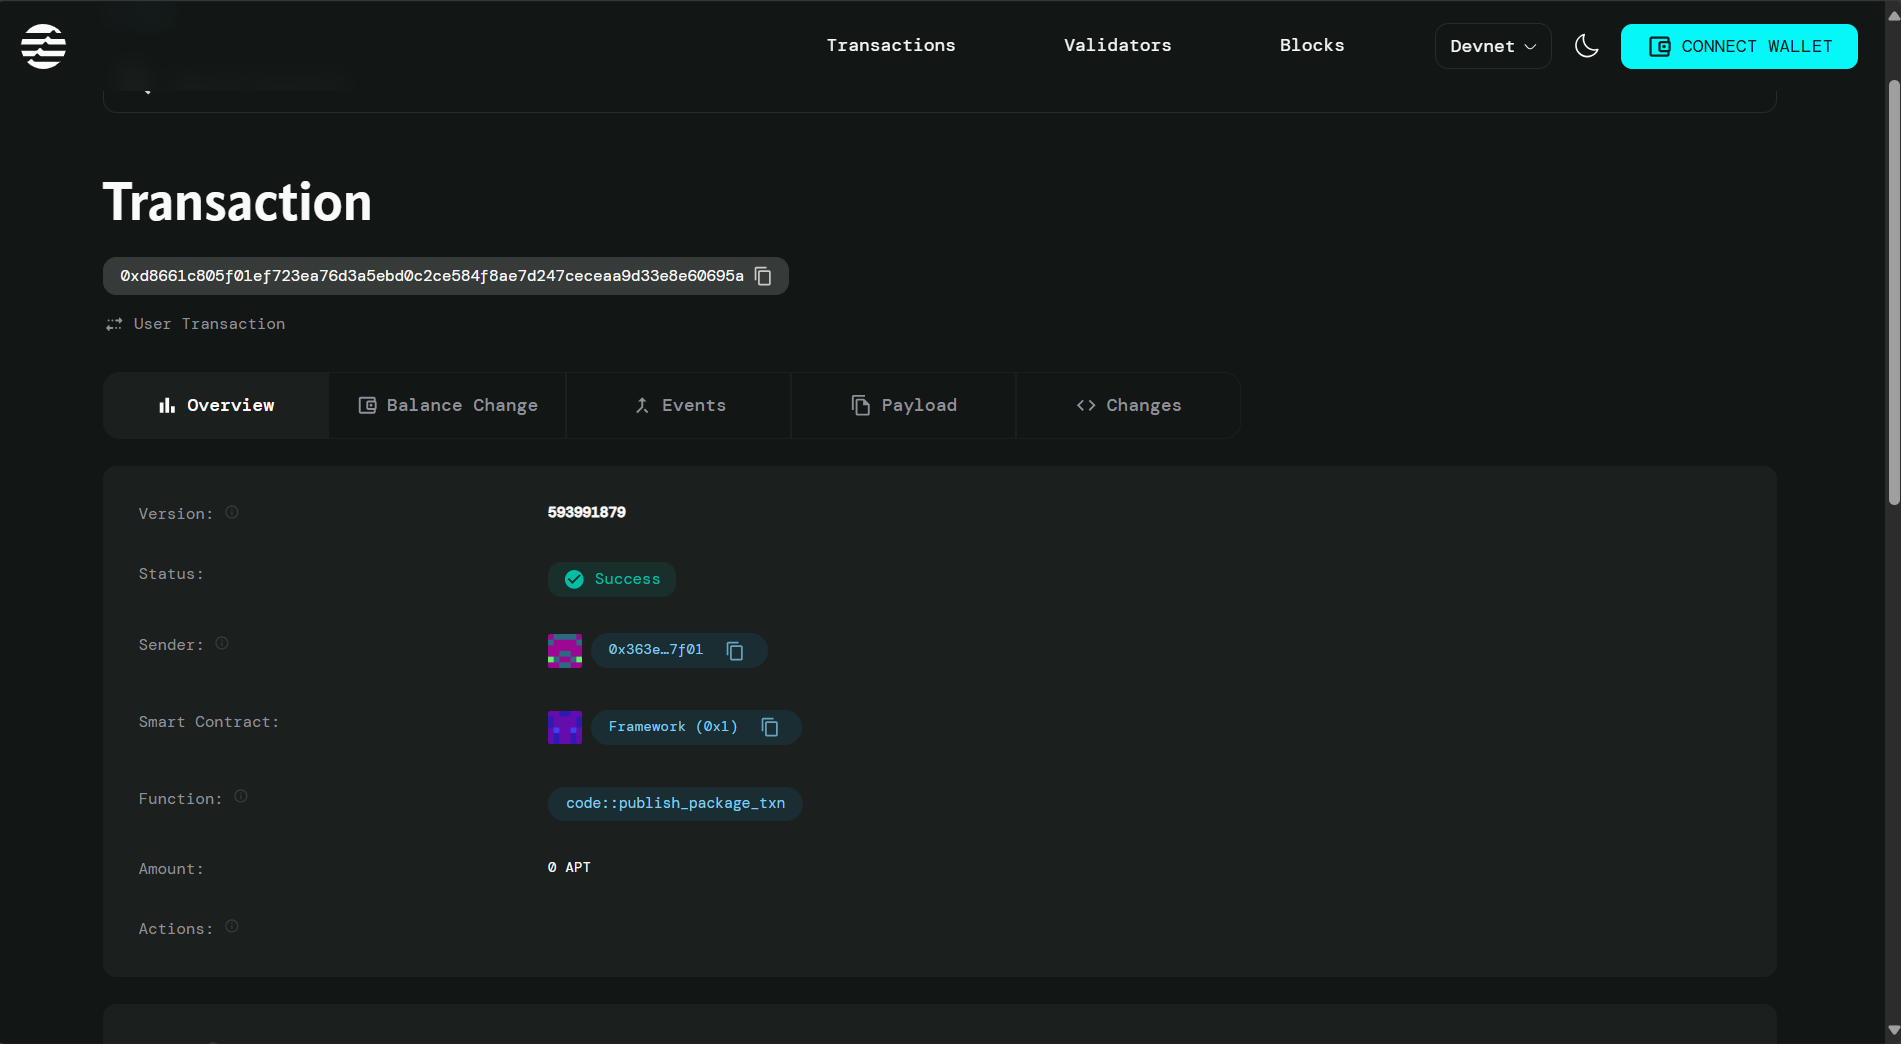 Transactions
Validators
Blocks
Devnet
CONNECT WALLET
Transaction
0xd8661c805f01ef723ea76d3a5ebd0c2ce584f8ae7d247ceceaa9d33e8e60695a
User Transaction
Overview
Balance Change
Events
Payload
Changes
Version: 593991879
Status: Success
Sender: 0x363e…7f01
Smart Contract: Framework (0x1)
Function: code::publish_package_txn
Amount: 0 APT
Actions: